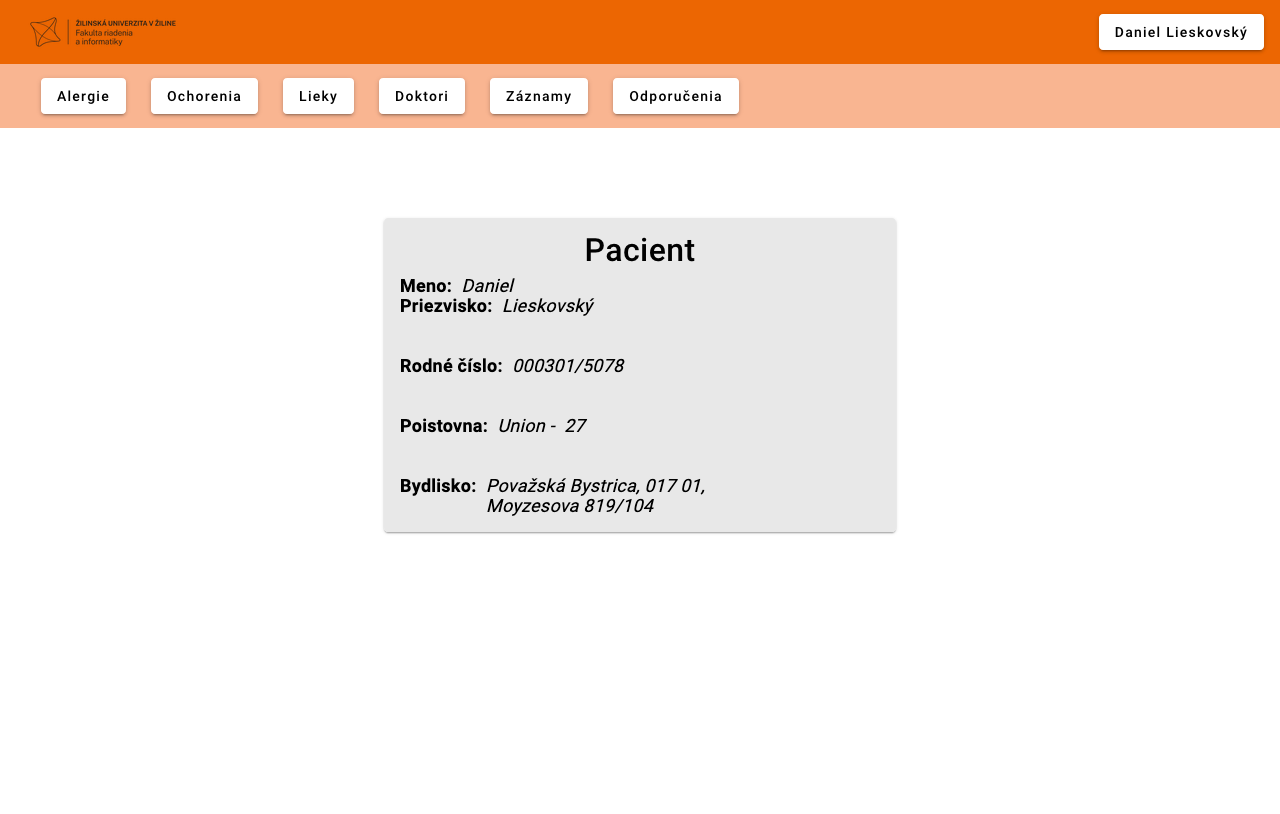 ŽILINSKÁ UNIVERZITA V ŽILINE
Fakulta riadenia
a informatiky
Daniel Lieskovský
Alergie
Ochorenia
Lieky
Doktori
Záznamy
Odporučenia
Pacient
Meno: Daniel
Priezvisko: Lieskovský
Rodné číslo: 000301/5078
Poistovna: Union - 27
Bydlisko: Považská Bystrica, 017 01,
Moyzesova 819/104